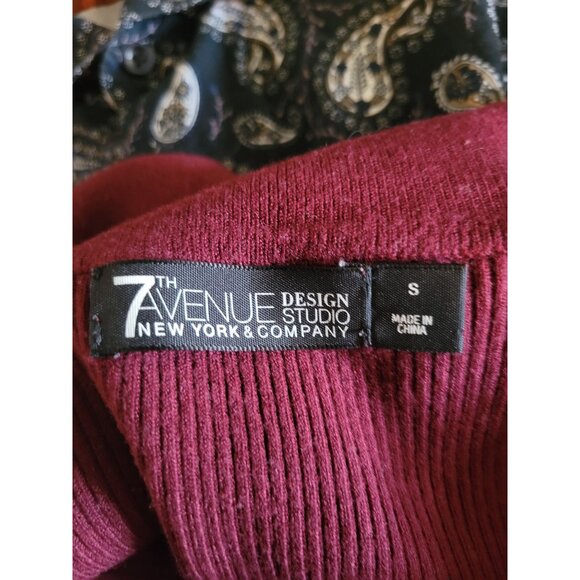 7TH AVENUE DESIGN STUDIO
NEW YORK & COMPANY
S
MADE IN
CHINA